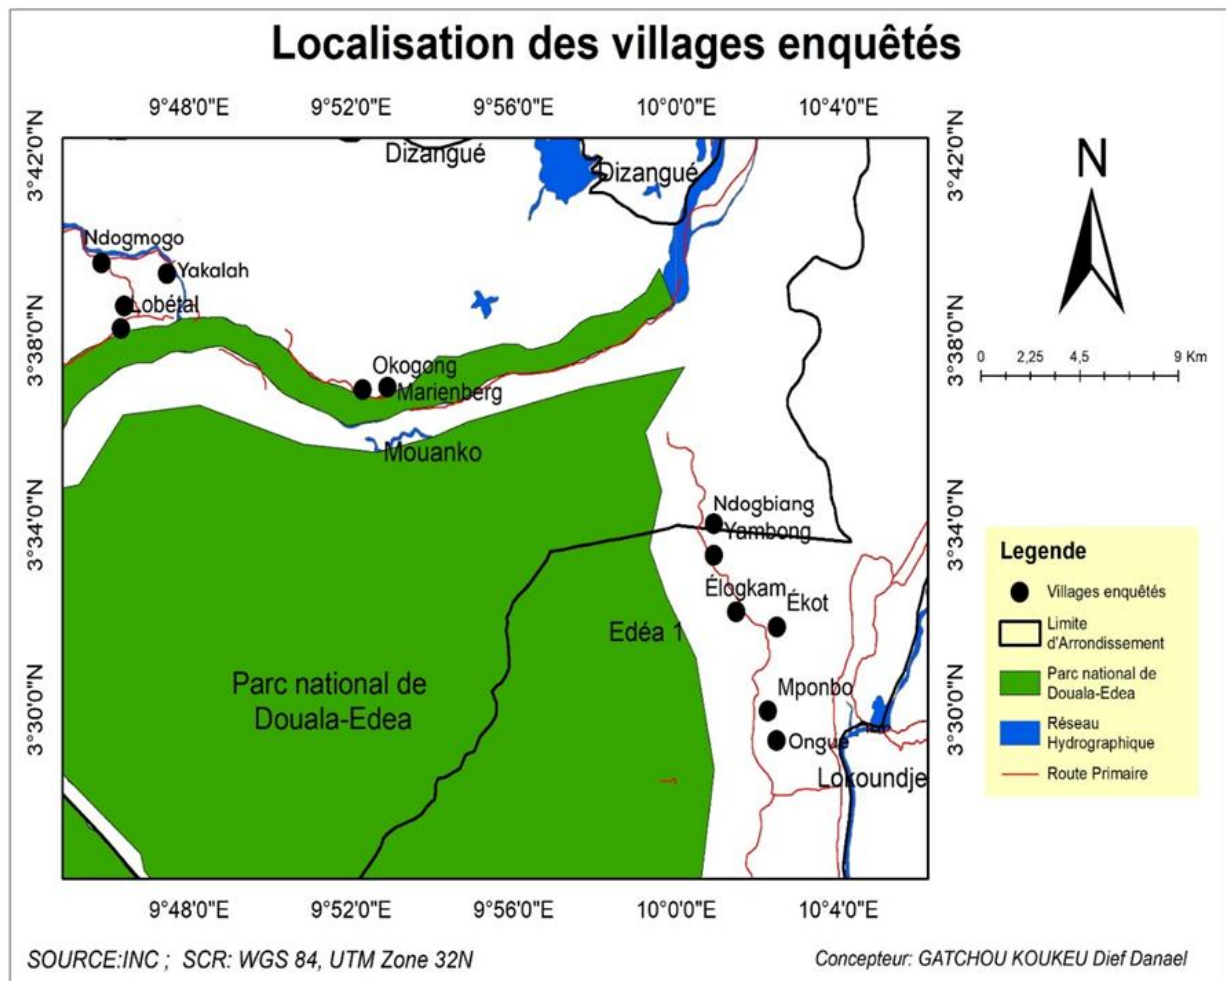 Localisation des villages enquêtés
9°48'0"E 9°52'0"E 9°56'0"E 10°0'0"E 10°4'0"E
3°42'0"N
3°42'0"N
Dizangué
Dizangué
N
Ndogmogo
Yakalah
Lobétal
3°38'0"N
3°38'0"N
0 2,25 4,5 9 Km
Okogong
Marienberg
Mouanko
3°34'0"N
3°34'0"N
Ndogbiang
Yambong
Élogkam
Ékot
Edéa 1
Parc national de
Douala-Edea
Mponbo
Ongue
Lokoundje
3°30'0"N
3°30'0"N
Legende
Villages enquêtés
Limite
d'Arrondissement
Parc national de
Douala-Edea
Réseau
Hydrographique
Route Primaire
9°48'0"E 9°52'0"E 9°56'0"E 10°0'0"E 10°4'0"E
SOURCE:INC ; SCR: WGS 84, UTM Zone 32N
Concepteur: GATCHOU KOUKEU Dief Danael